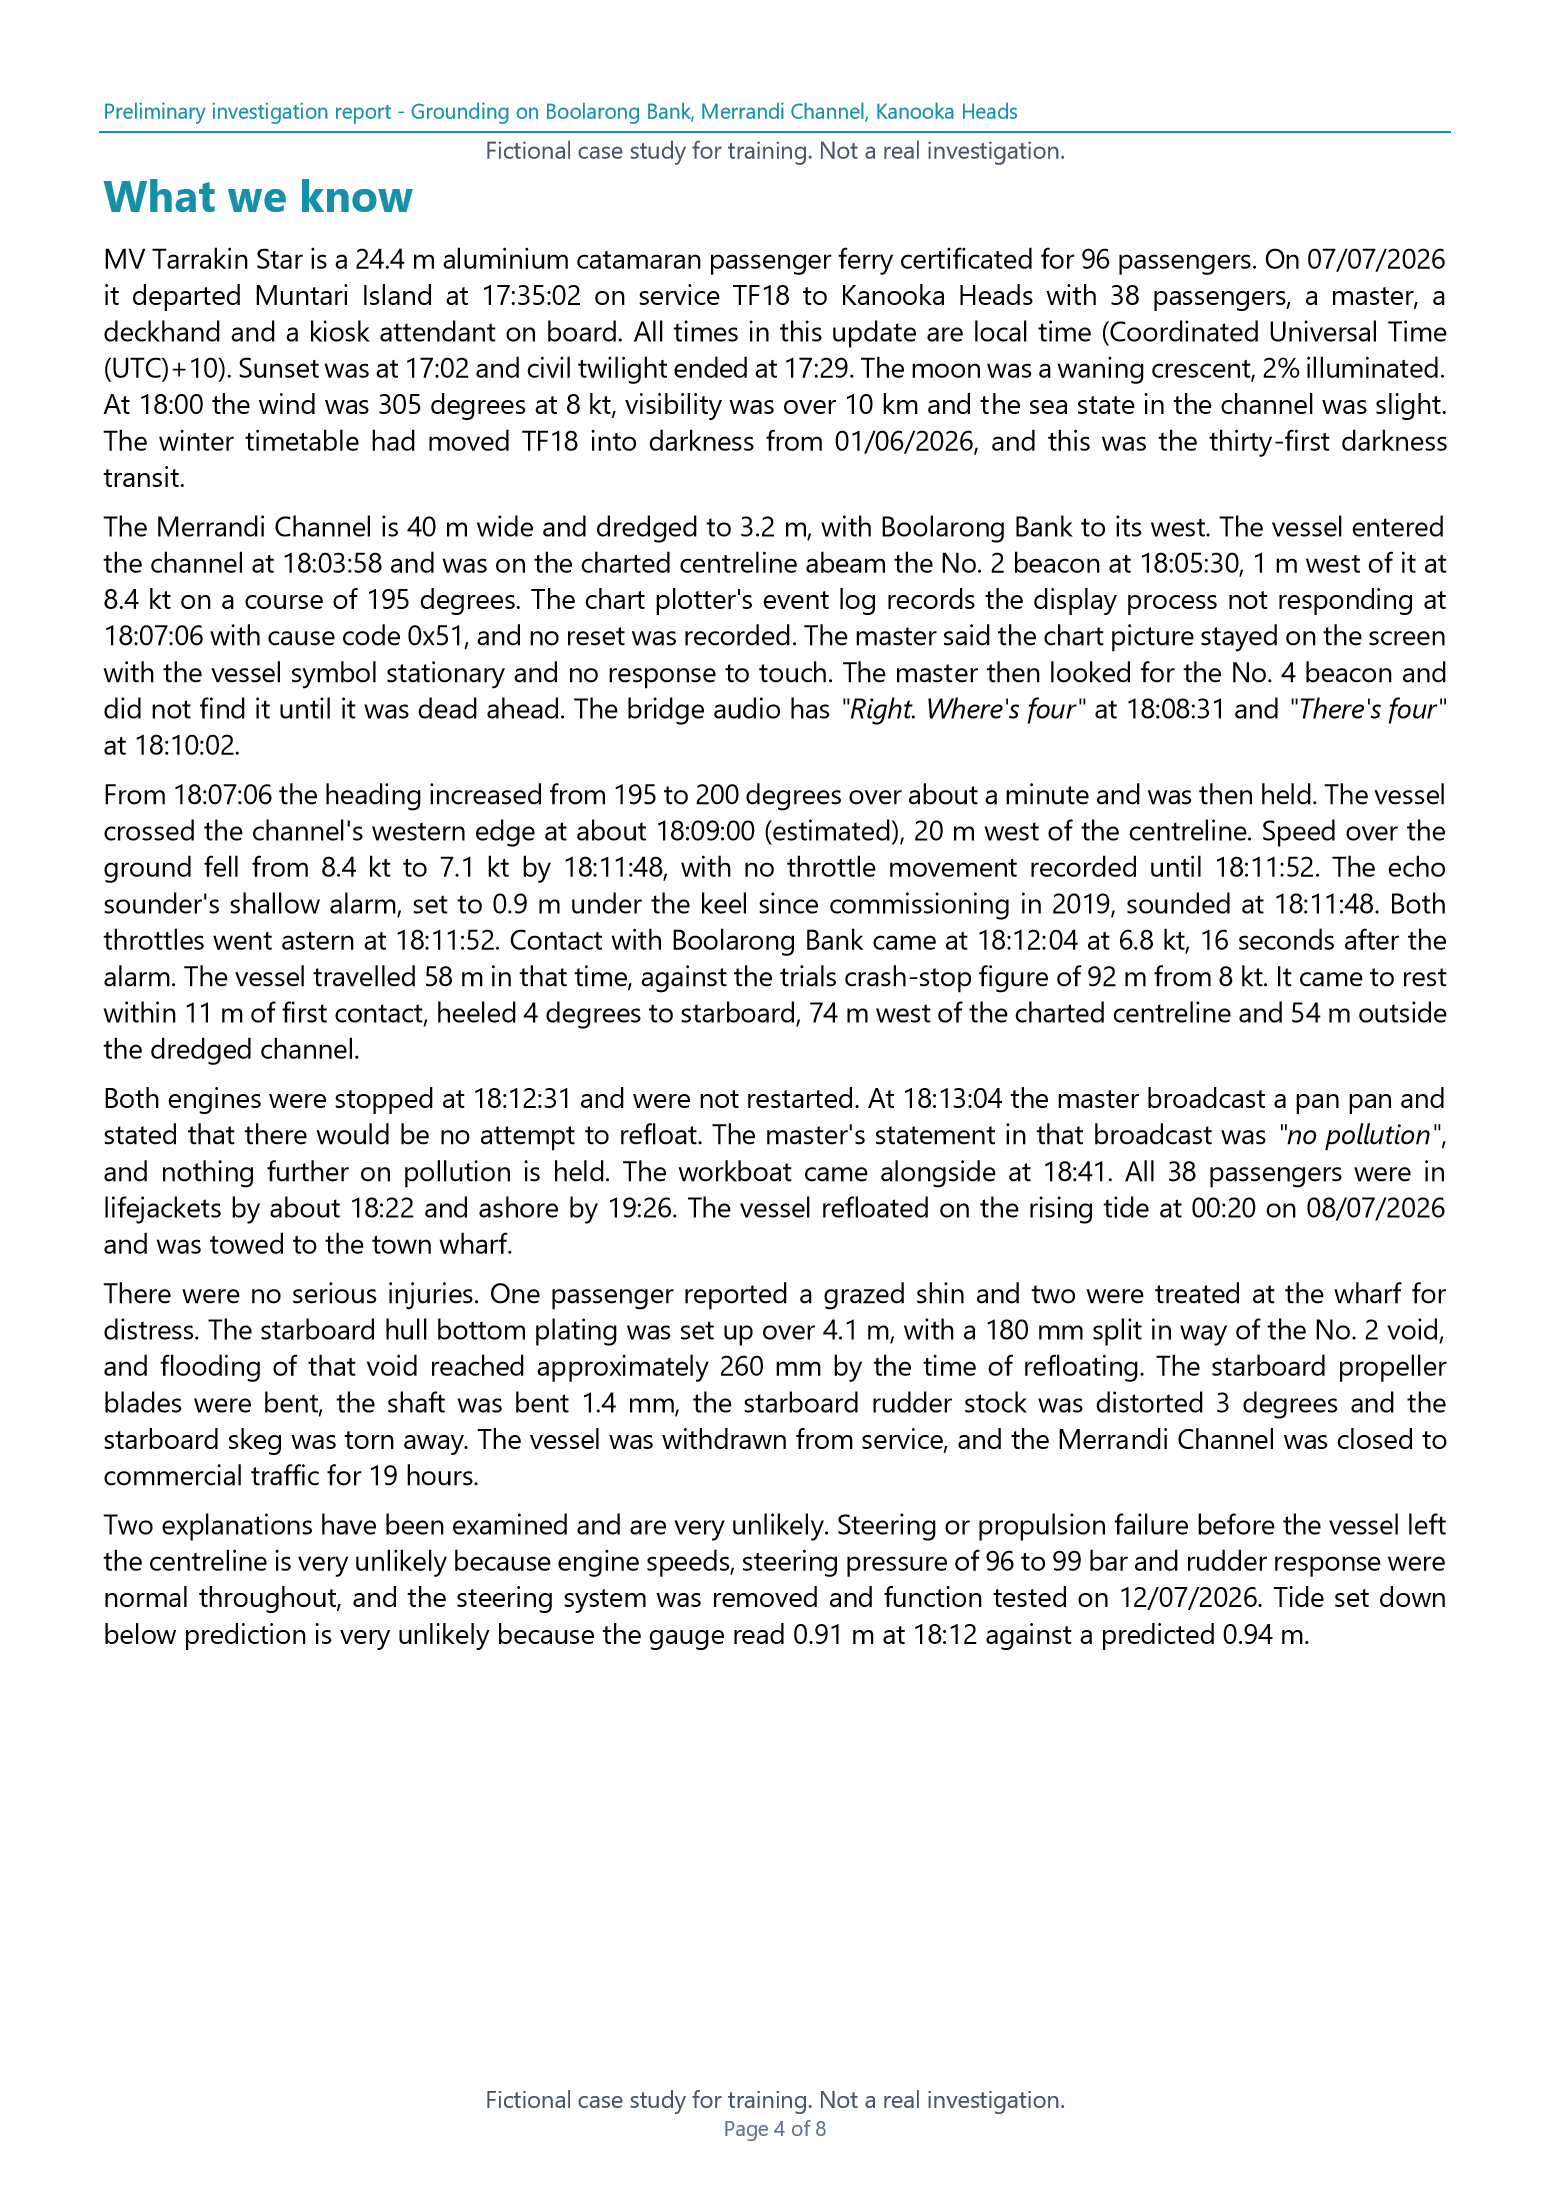 Preliminary investigation report - Grounding on Boolarong Bank, Merrandi Channel, Kanooka Heads
Fictional case study for training. Not a real investigation.
What we know
MV Tarrakin Star is a 24.4 m aluminium catamaran passenger ferry certificated for 96 passengers. On 07/07/2026
it departed Muntari Island at 17:35:02 on service TF18 to Kanooka Heads with 38 passengers, a master, a
deckhand and a kiosk attendant on board. All times in this update are local time (Coordinated Universal Time
(UTC)+10). Sunset was at 17:02 and civil twilight ended at 17:29. The moon was a waning crescent, 2% illuminated.
At 18:00 the wind was 305 degrees at 8 kt, visibility was over 10 km and the sea state in the channel was slight.
The winter timetable had moved TF18 into darkness from 01/06/2026, and this was the thirty-first darkness
transit.
The Merrandi Channel is 40 m wide and dredged to 3.2 m, with Boolarong Bank to its west. The vessel entered
the channel at 18:03:58 and was on the charted centreline abeam the No. 2 beacon at 18:05:30, 1 m west of it at
8.4 kt on a course of 195 degrees. The chart plotter's event log records the display process not responding at
18:07:06 with cause code 0x51, and no reset was recorded. The master said the chart picture stayed on the screen
with the vessel symbol stationary and no response to touch. The master then looked for the No. 4 beacon and
did not find it until it was dead ahead. The bridge audio has "Right. Where's four" at 18:08:31 and "There's four"
at 18:10:02.
From 18:07:06 the heading increased from 195 to 200 degrees over about a minute and was then held. The vessel
crossed the channel's western edge at about 18:09:00 (estimated), 20 m west of the centreline. Speed over the
ground fell from 8.4 kt to 7.1 kt by 18:11:48, with no throttle movement recorded until 18:11:52. The echo
sounder's shallow alarm, set to 0.9 m under the keel since commissioning in 2019, sounded at 18:11:48. Both
throttles went astern at 18:11:52. Contact with Boolarong Bank came at 18:12:04 at 6.8 kt, 16 seconds after the
alarm. The vessel travelled 58 m in that time, against the trials crash-stop figure of 92 m from 8 kt. It came to rest
within 11 m of first contact, heeled 4 degrees to starboard, 74 m west of the charted centreline and 54 m outside
the dredged channel.
Both engines were stopped at 18:12:31 and were not restarted. At 18:13:04 the master broadcast a pan pan and
stated that there would be no attempt to refloat. The master's statement in that broadcast was "no pollution",
and nothing further on pollution is held. The workboat came alongside at 18:41. All 38 passengers were in
lifejackets by about 18:22 and ashore by 19:26. The vessel refloated on the rising tide at 00:20 on 08/07/2026
and was towed to the town wharf.
There were no serious injuries. One passenger reported a grazed shin and two were treated at the wharf for
distress. The starboard hull bottom plating was set up over 4.1 m, with a 180 mm split in way of the No. 2 void,
and flooding of that void reached approximately 260 mm by the time of refloating. The starboard propeller
blades were bent, the shaft was bent 1.4 mm, the starboard rudder stock was distorted 3 degrees and the
starboard skeg was torn away. The vessel was withdrawn from service, and the Merrandi Channel was closed to
commercial traffic for 19 hours.
Two explanations have been examined and are very unlikely. Steering or propulsion failure before the vessel left
the centreline is very unlikely because engine speeds, steering pressure of 96 to 99 bar and rudder response were
normal throughout, and the steering system was removed and function tested on 12/07/2026. Tide set down
below prediction is very unlikely because the gauge read 0.91 m at 18:12 against a predicted 0.94 m.
Fictional case study for training. Not a real investigation.
Page 4 of 8